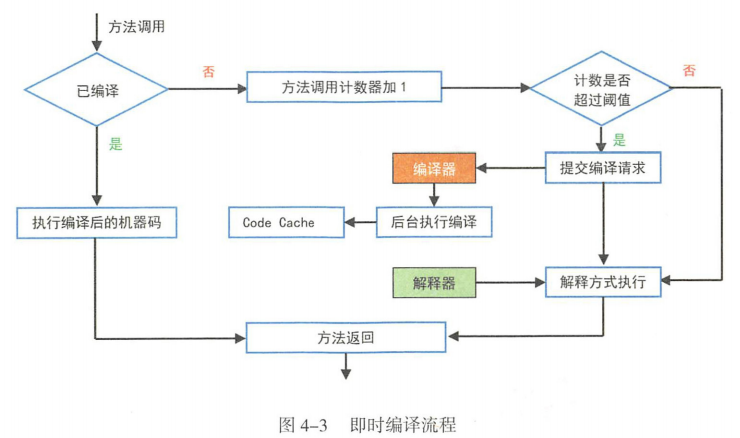 方法调用
已编译
否
方法调用计数器加 1
计数是否
超过阈值
否
是
是
编译器
提交编译请求
执行编译后的机器码
Code Cache
后台执行编译
解释器
解释方式执行
方法返回
图 4-3 即时编译流程